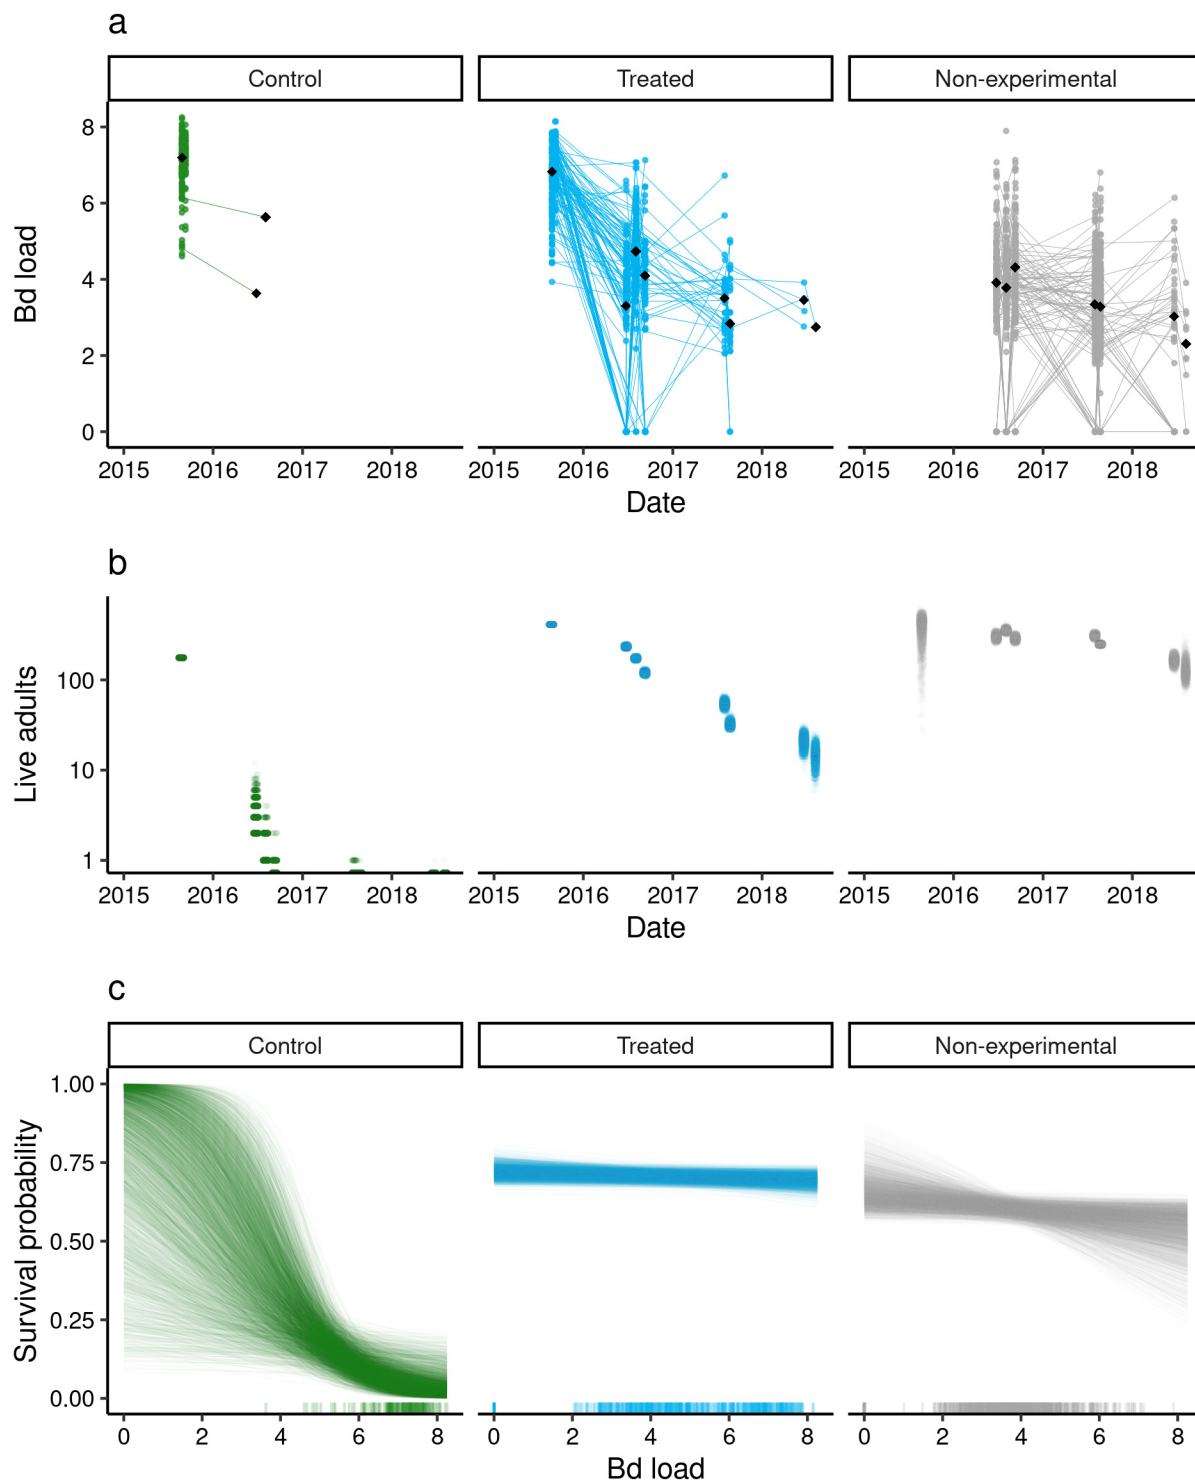 a
Control Treated Non-experimental
8
6
4
2
0
Bd load
2015 2016 2017 2018 2015 2016 2017 2018 2015 2016 2017 2018
Date
b
100
10
1
Live adults
2015 2016 2017 2018 2015 2016 2017 2018 2015 2016 2017 2018
Date
c
Control Treated Non-experimental
1.00
0.75
0.50
0.25
0.00
Survival probability
0 2 4 6 8 0 2 4 6 8 0 2 4 6 8
Bd load